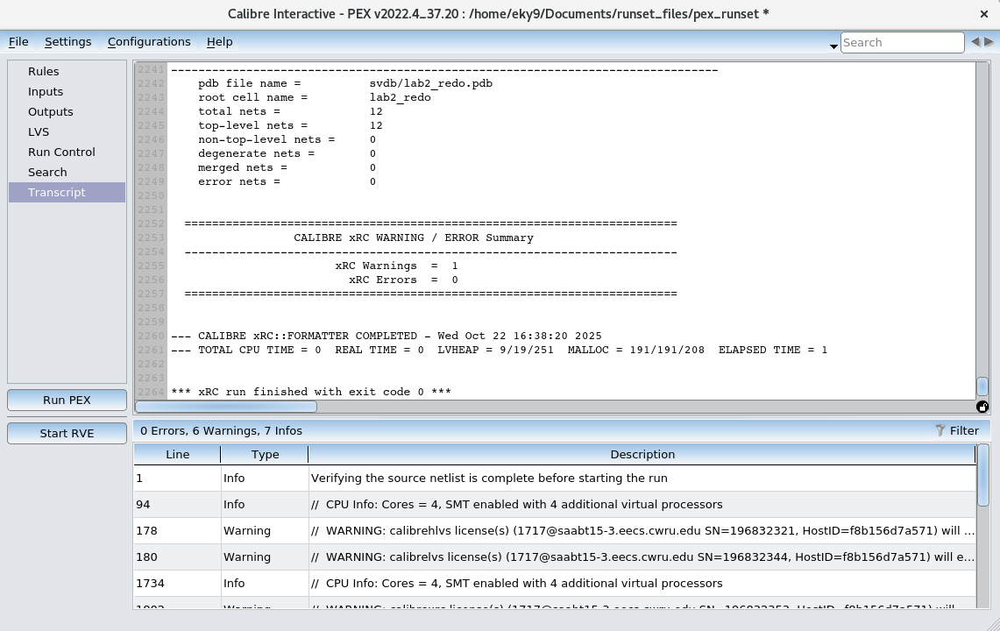 Calibre Interactive - PEX v2022.4_37.20 : /home/eky9/Documents/runset_files/pex_runset *
File Settings Configurations Help Search
Rules
Inputs
Outputs
LVS
Run Control
Search
Transcript
Run PEX
Start RVE
2241 --------------------------------------------------------------------------------
2242 pdb file name = svdb/lab2_redo.pdb
2243 root cell name = lab2_redo
2244 total nets = 12
2245 top-level nets = 12
2246 non-top-level nets = 0
2247 degenerate nets = 0
2248 merged nets = 0
2249 error nets = 0
2250
2251
2252 ========================================================================
2253 CALIBRE xRC WARNING / ERROR Summary
2254 ------------------------------------------------------------------------
2255 xRC Warnings = 1
2256 xRC Errors = 0
2257 ========================================================================
2258
2259
2260 --- CALIBRE xRC::FORMATTER COMPLETED - Wed Oct 22 16:38:20 2025
2261 --- TOTAL CPU TIME = 0 REAL TIME = 0 LVHEAP = 9/19/251 MALLOC = 191/191/208 ELAPSED TIME = 1
2262
2263
2264 *** xRC run finished with exit code 0 ***
0 Errors, 6 Warnings, 7 Infos Filter
Line Type Description
1 Info Verifying the source netlist is complete before starting the run
94 Info // CPU Info: Cores = 4, SMT enabled with 4 additional virtual processors
178 Warning // WARNING: calibrehlvs license(s) (1717@saabt15-3.eecs.cwru.edu SN=196832321, HostID=f8b156d7a571) will ...
180 Warning // WARNING: calibrelvs license(s) (1717@saabt15-3.eecs.cwru.edu SN=196832344, HostID=f8b156d7a571) will e...
1734 Info // CPU Info: Cores = 4, SMT enabled with 4 additional virtual processors